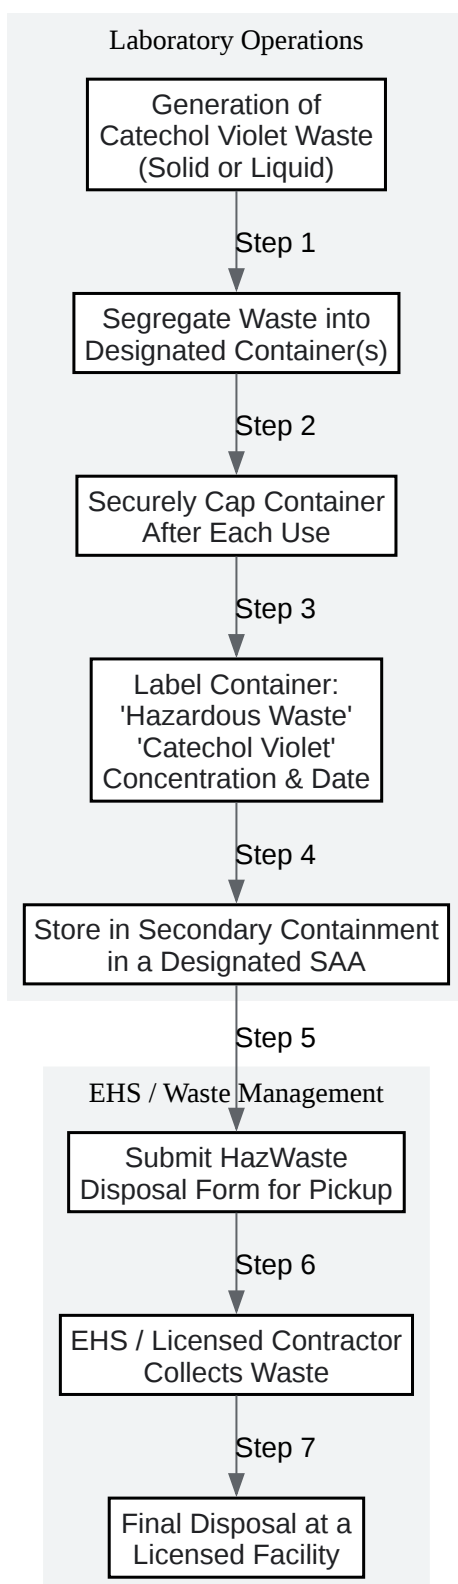 Laboratory Operations
Generation of
Catechol Violet Waste
(Solid or Liquid)
Step 1
Segregate Waste into
Designated Container(s)
Step 2
Securely Cap Container
After Each Use
Step 3
Label Container:
'Hazardous Waste'
'Catechol Violet'
Concentration & Date
Step 4
Store in Secondary Containment
in a Designated SAA
Step 5
EHS / Waste Management
Submit HazWaste
Disposal Form for Pickup
Step 6
EHS / Licensed Contractor
Collects Waste
Step 7
Final Disposal at a
Licensed Facility